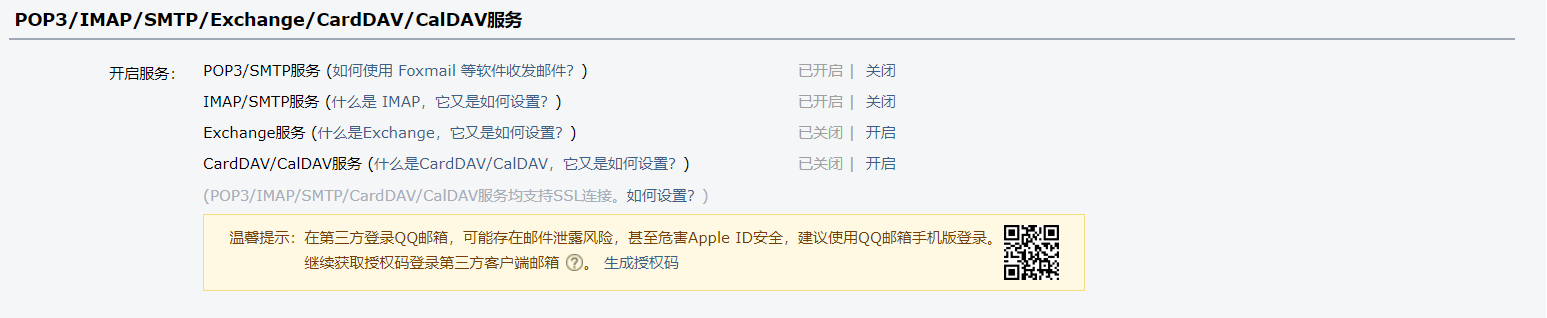 POP3/IMAP/SMTP/Exchange/CardDAV/CalDAV服务
开启服务： POP3/SMTP服务 (如何使用 Foxmail 等软件收发邮件？) 已开启 | 关闭
IMAP/SMTP服务 (什么是 IMAP，它又是如何设置？) 已开启 | 关闭
Exchange服务 (什么是Exchange，它又是如何设置？) 已关闭 | 开启
CardDAV/CalDAV服务 (什么是CardDAV/CalDAV，它又是如何设置？) 已关闭 | 开启
(POP3/IMAP/SMTP/CardDAV/CalDAV服务均支持SSL连接。如何设置？)
温馨提示：在第三方登录QQ邮箱，可能存在邮件泄露风险，甚至危害Apple ID安全，建议使用QQ邮箱手机版登录。
继续获取授权码登录第三方客户端邮箱 ? 。 生成授权码